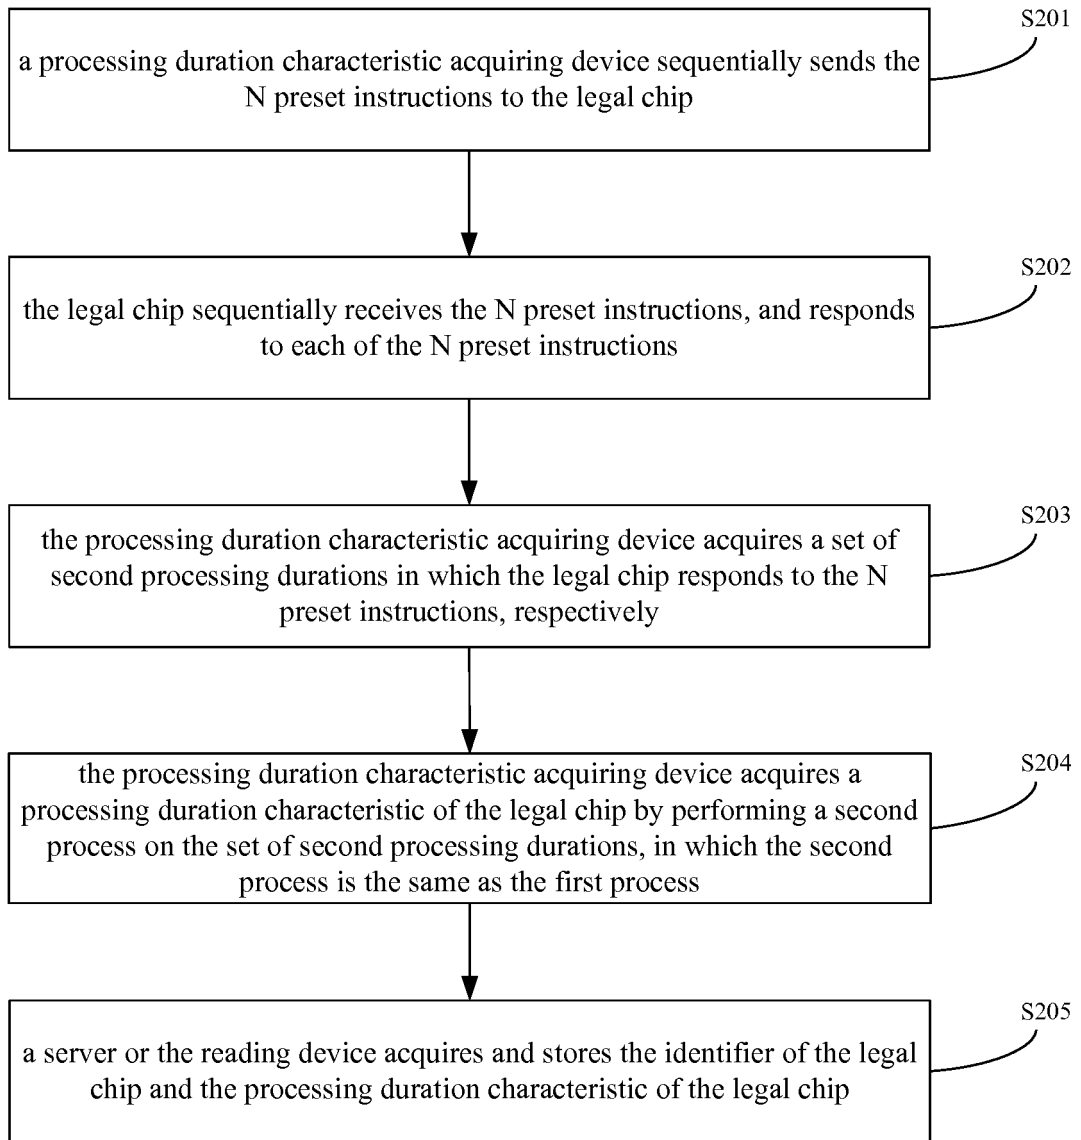 S201
a processing duration characteristic acquiring device sequentially sends the
N preset instructions to the legal chip
S202
the legal chip sequentially receives the N preset instructions, and responds
to each of the N preset instructions
S203
the processing duration characteristic acquiring device acquires a set of
second processing durations in which the legal chip responds to the N
preset instructions, respectively
S204
the processing duration characteristic acquiring device acquires a
processing duration characteristic of the legal chip by performing a second
process on the set of second processing durations, in which the second
process is the same as the first process
S205
a server or the reading device acquires and stores the identifier of the legal
chip and the processing duration characteristic of the legal chip